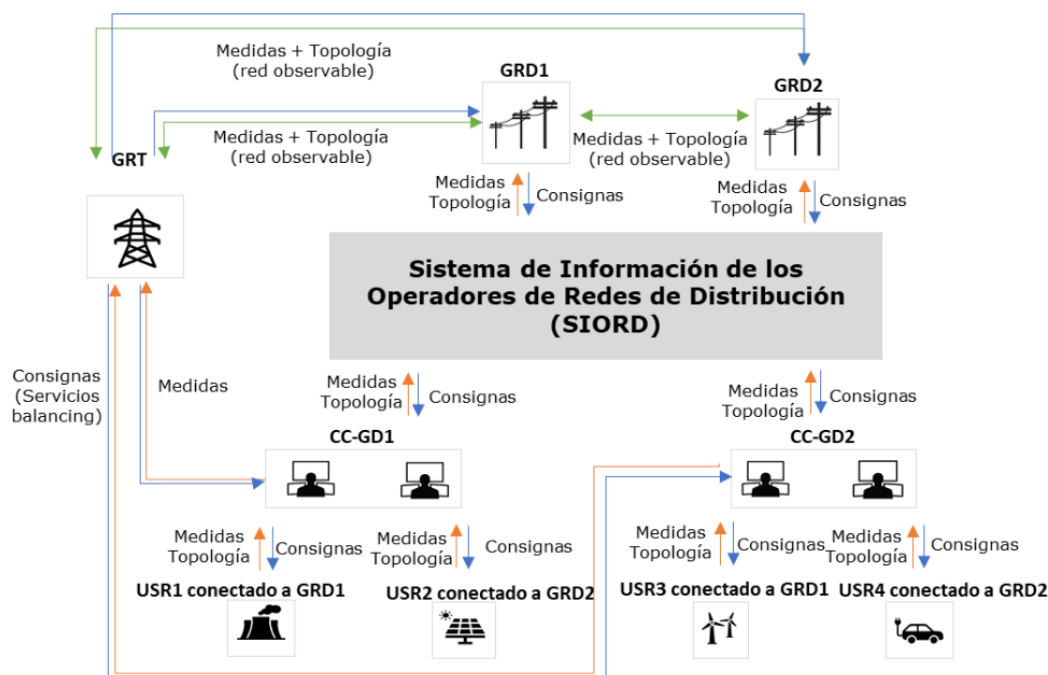 Medidas + Topología
(red observable)
GRD1
GRD2
Medidas + Topología
(red observable)
Medidas + Topología
(red observable)
GRT
Medidas
Topología
Consignas
Medidas
Topología
Consignas
Sistema de Información de los
Operadores de Redes de Distribución
(SIORD)
Consignas
(Servicios
balancing)
Medidas
Medidas
Topología
Consignas
Medidas
Topología
Consignas
CC-GD1
CC-GD2
Medidas
Topología
Consignas
Medidas
Topología
Consignas
Medidas
Topología
Consignas
Medidas
Topología
Consignas
USR1 conectado a GRD1
USR2 conectado a GRD2
USR3 conectado a GRD1
USR4 conectado a GRD2